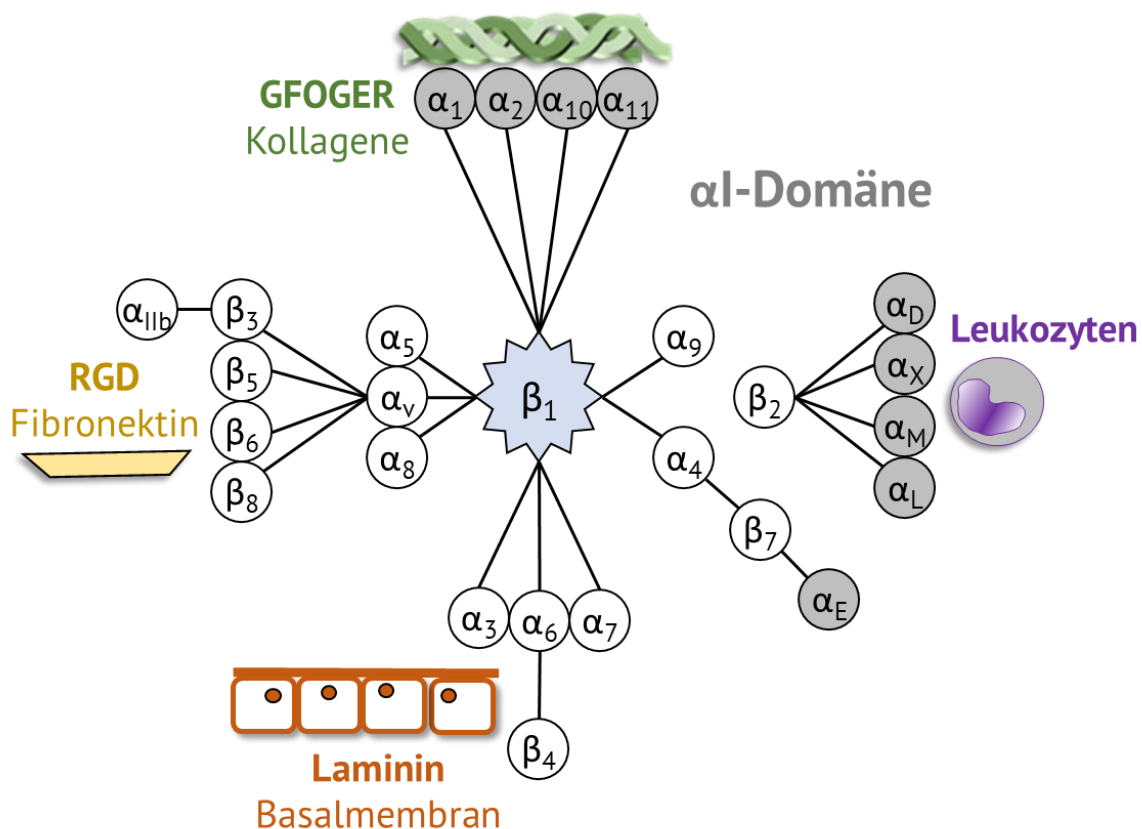 GFOGER
Kollagene
α1 α2 α10 α11
αI-Domäne
αIIb β3
β5
β6
β8
α5
αv
α8
β1
α9
α4
β7
αE
β2
αD
αX
αM
αL
Leukozyten
RGD
Fibronektin
α3 α6 α7
β4
Laminin
Basalmembran